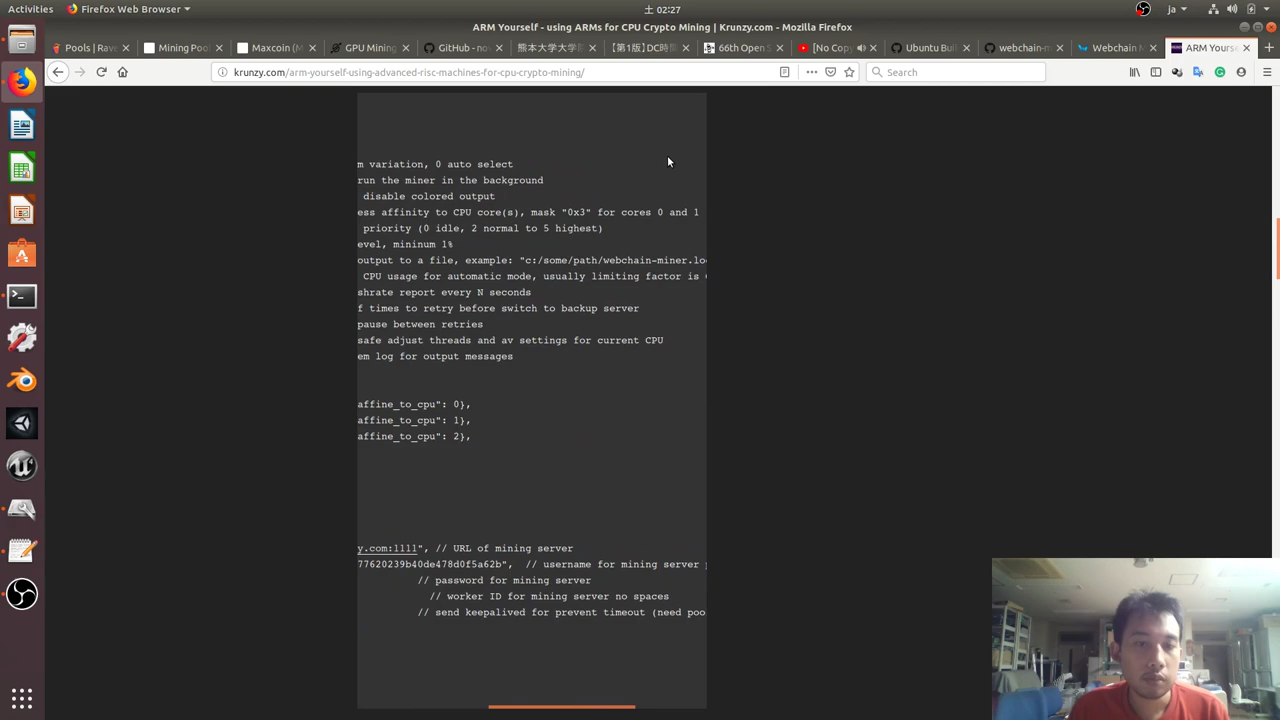 Activities
Firefox Web Browser
土 02:27
ja
ARM Yourself - using ARMs for CPU Crypto Mining | Krunzy.com - Mozilla Firefox
Pools | Rave
Mining Pool
Maxcoin (M
GPU Mining
GitHub - nov
熊本大学大学
【第1版】DC時
66th Open S
[No Copy
Ubuntu Buil
webchain-m
Webchain M
ARM Yourse
krunzy.com/arm-yourself-using-advanced-risc-machines-for-cpu-crypto-mining/
Search
m variation, 0 auto select
run the miner in the background
disable colored output
ess affinity to CPU core(s), mask "0x3" for cores 0 and 1
priority (0 idle, 2 normal to 5 highest)
evel, mininum 1%
output to a file, example: "c:/some/path/webchain-miner.lo
CPU usage for automatic mode, usually limiting factor is
shrate report every N seconds
f times to retry before switch to backup server
pause between retries
safe adjust threads and av settings for current CPU
em log for output messages
affine_to_cpu": 0},
affine_to_cpu": 1},
affine_to_cpu": 2},
y.com:1111", // URL of mining server
77620239b40de478d0f5a62b", // username for mining server
// password for mining server
// worker ID for mining server no spaces
// send keepalived for prevent timeout (need poo